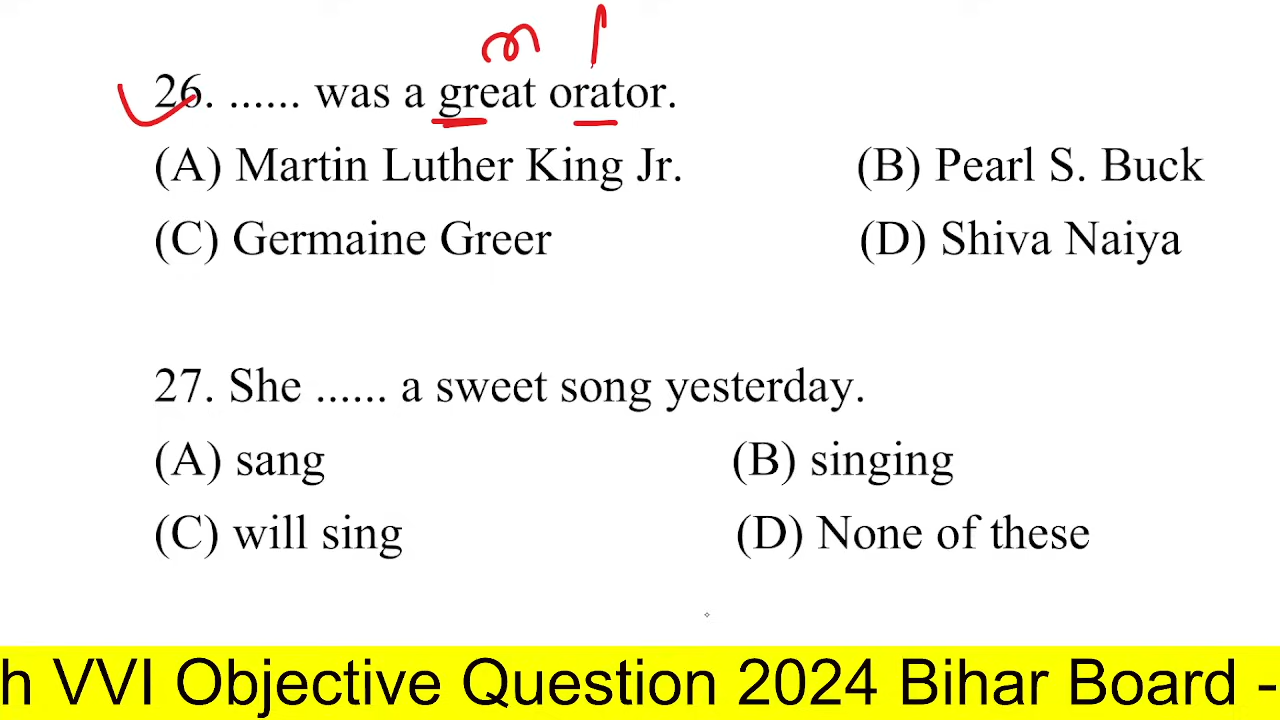 26. ...... was a great orator.
(A) Martin Luther King Jr. (B) Pearl S. Buck
(C) Germaine Greer (D) Shiva Naiya
27. She ...... a sweet song yesterday.
(A) sang (B) singing
(C) will sing (D) None of these
h VVI Objective Question 2024 Bihar Board -